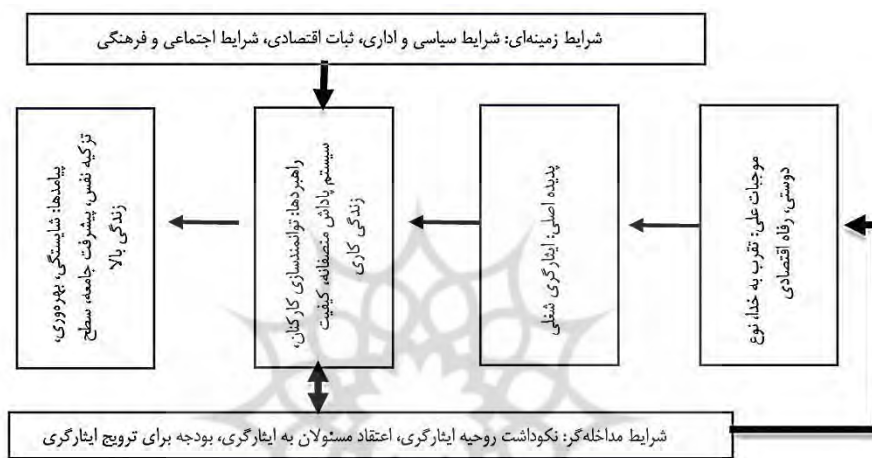 شرایط زمینه‌ای: شرایط سیاسی و اداری، ثبات اقتصادی، شرایط اجتماعی و فرهنگی
موجبات علی: تقرب به خدا، نوع
دوستی، رفاه اقتصادی
پدیده اصلی: ایثارگری شغلی
راهبردها: توانمندسازی کارکنان،
سیستم پاداش منصفانه، کیفیت
زندگی کاری
پیامدها: شایستگی، بهره‌وری،
تزکیه نفس، پیشرفت جامعه، سطح
زندگی بالا
شرایط مداخله‌گر: نکوداشت روحیه ایثارگری، اعتقاد مسئولان به ایثارگری، بودجه برای ترویج ایثارگری